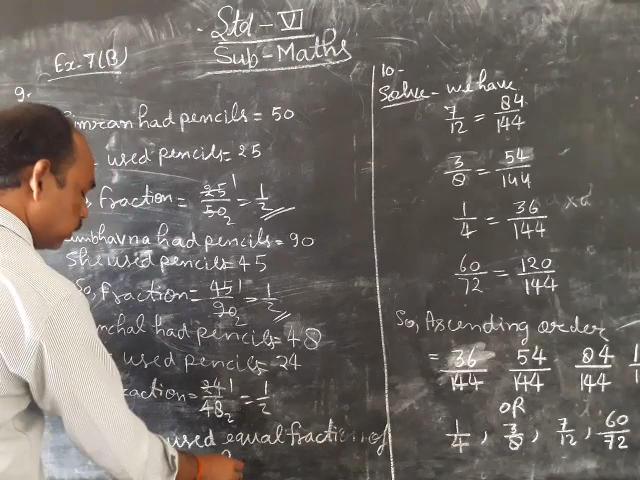 Std - VI
Sub - Maths
Ex-7(B)
9.
Simran had pencils = 50
used pencils = 25
fraction = 25/50 = 1/2
had pencils = 90
She used pencils = 45
So, fraction = 45/90 = 1/2
had pencils = 48
used pencils = 24
fraction = 24/48 = 1/2
used equal fraction of
10-
Solve - we have
7/12 = 84/144
3/8 = 54/144
1/4 = 36/144
60/72 = 120/144
So, Ascending order
= 36/144 54/144 84/144
OR
1/4, 3/8, 7/12, 60/72